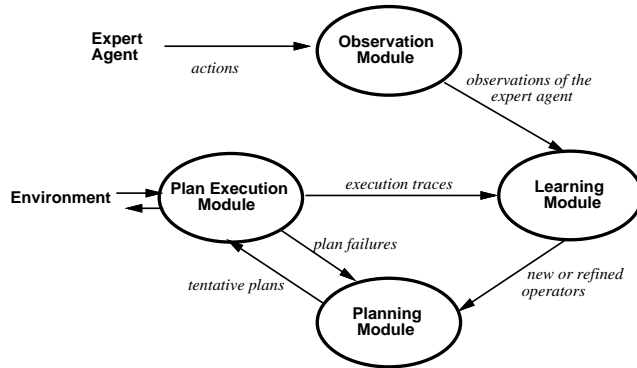 Expert
Agent
actions
Observation
Module
observations of the
expert agent
Environment
Plan Execution
Module
execution traces
Learning
Module
plan failures
tentative plans
new or refined
operators
Planning
Module